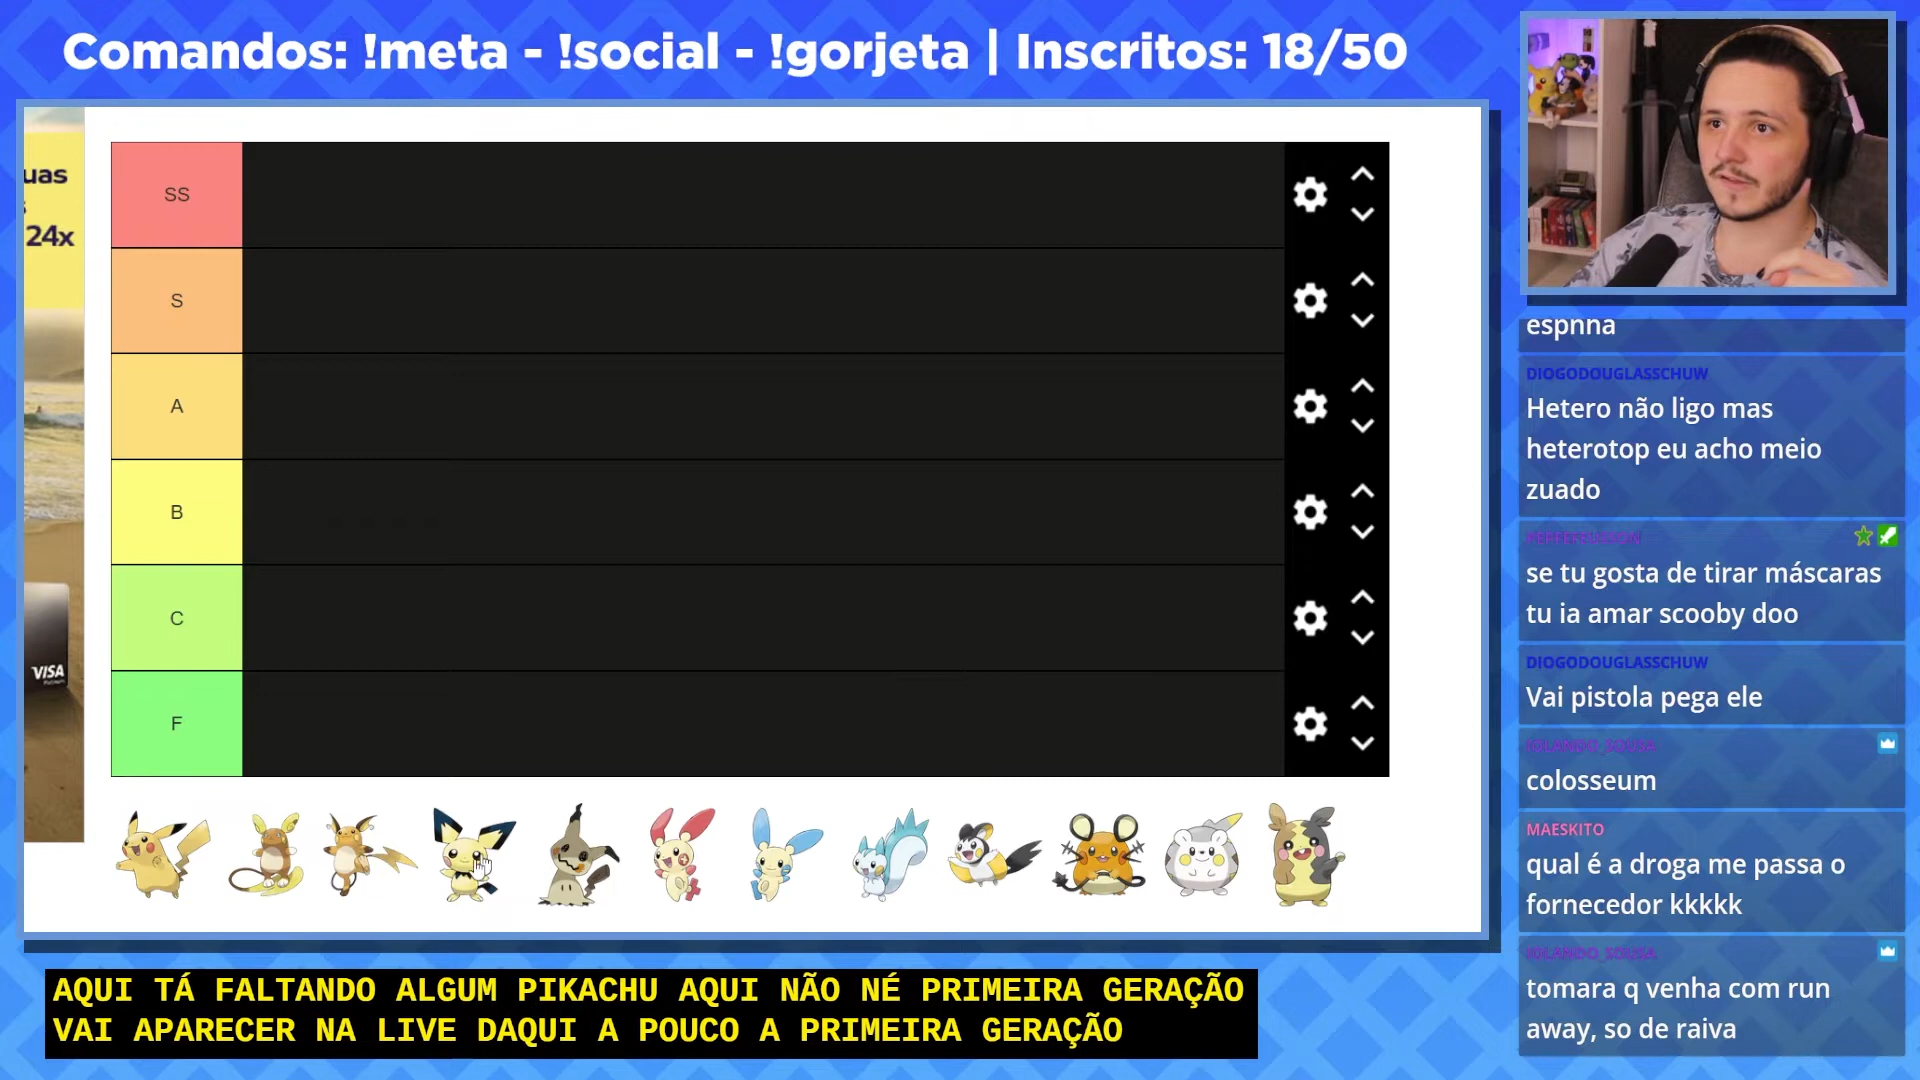 Comandos: !meta - !social - !gorjeta | Inscritos: 18/50
uas
24x
VISA
SS
S
A
B
C
F
espnna
DIOGODOUGLASSCHUW
Hetero não ligo mas
heterotop eu acho meio
zuado
se tu gosta de tirar máscaras
tu ia amar scooby doo
DIOGODOUGLASSCHUW
Vai pistola pega ele
IOLANDO_SOUSA
colosseum
MAESKITO
qual é a droga me passa o
fornecedor kkkkk
IOLANDO_SOUSA
tomara q venha com run
away, so de raiva
AQUI TÁ FALTANDO ALGUM PIKACHU AQUI NÃO NÉ PRIMEIRA GERAÇÃO
VAI APARECER NA LIVE DAQUI A POUCO A PRIMEIRA GERAÇÃO